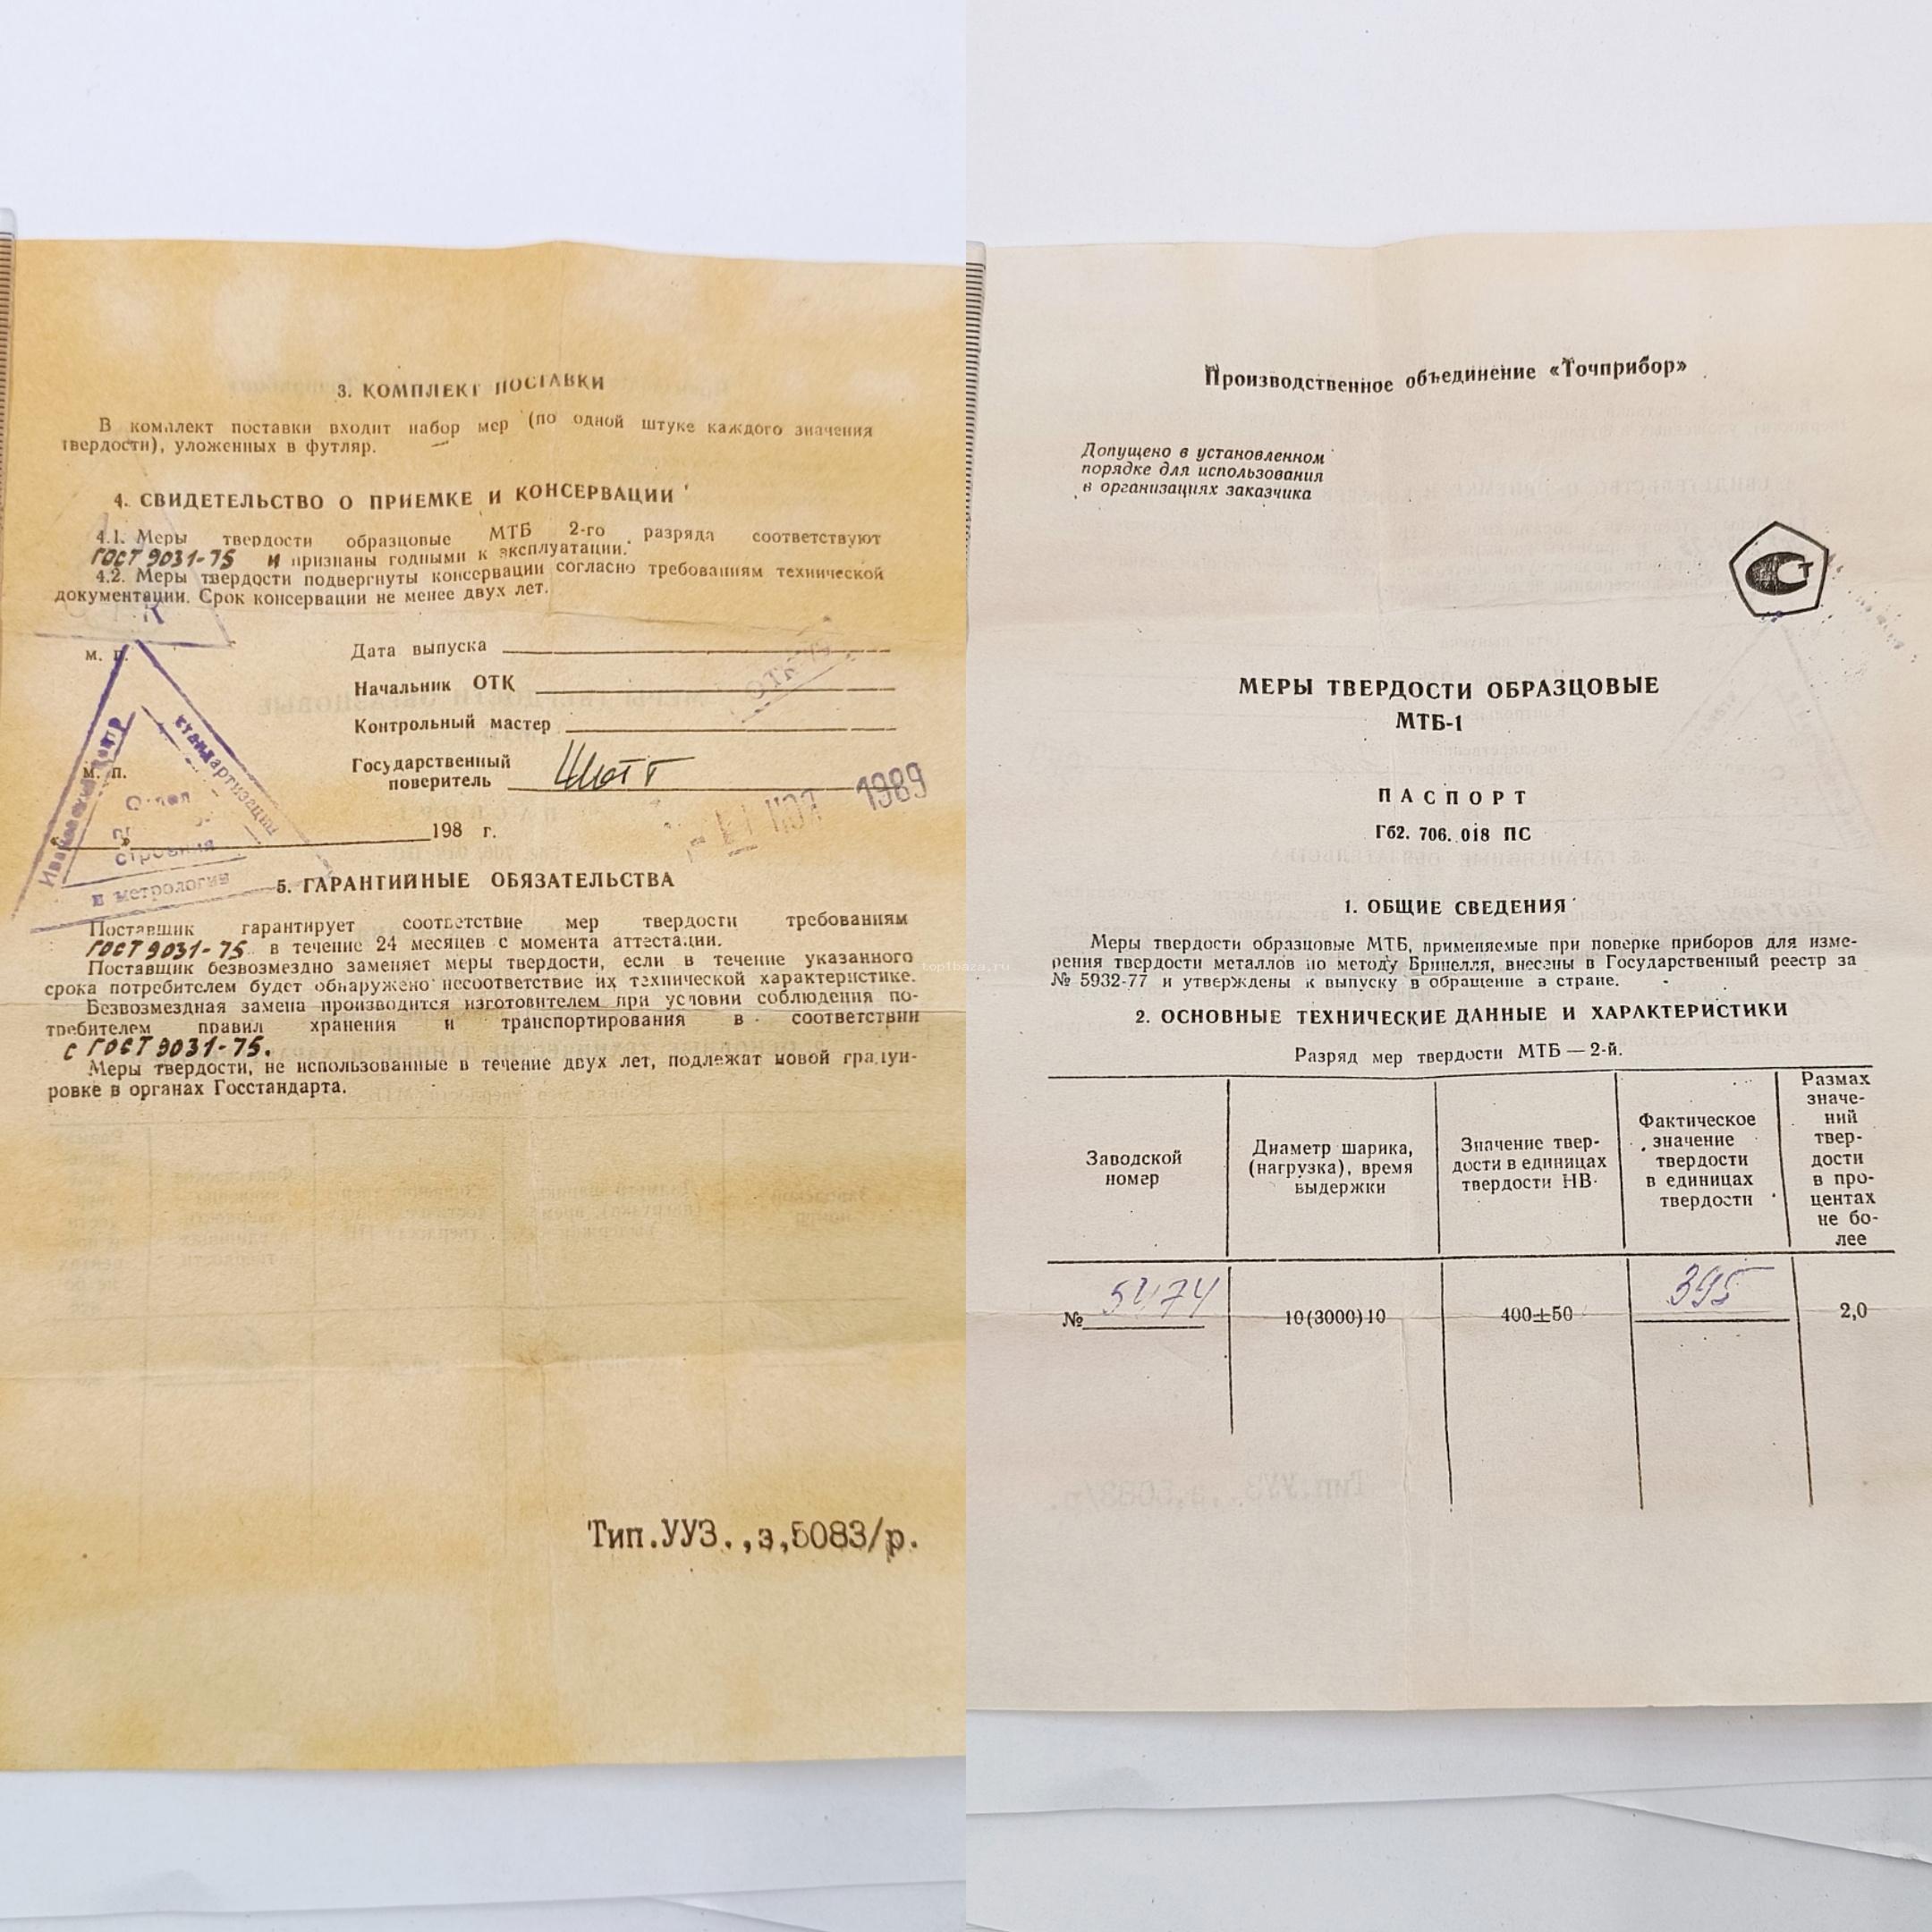 3. КОМПЛЕКТ ПОСТАВКИ
В комплект поставки входит набор мер (по одной штуке каждого значения
твердости), уложенных в футляр.
4. СВИДЕТЕЛЬСТВО О ПРИЕМКЕ И КОНСЕРВАЦИИ
4.1. Меры твердости образцовые МТБ 2-го разряда соответствуют
ГОСТ 9031-75 и признаны годными к эксплуатации.
4.2. Меры твердости подвергнуты консервации согласно требованиям технической
документации. Срок консервации не менее двух лет.
м. п.
Дата выпуска
Начальник ОТК
Контрольный мастер
Государственный
поверитель
м. п.
1989
198 г.
стандартизации
Отдел
строения
и метрологии
5. ГАРАНТИЙНЫЕ ОБЯЗАТЕЛЬСТВА
Поставщик гарантирует соответствие мер твердости требованиям
ГОСТ 9031-75 в течение 24 месяцев с момента аттестации.
Поставщик безвозмездно заменяет меры твердости, если в течение указанного
срока потребителем будет обнаружено несоответствие их технической характеристике.
Безвозмездная замена производится изготовителем при условии соблюдения по-
требителем правил хранения и транспортирования в соответствии
с ГОСТ 9031-75.
Меры твердости, не использованные в течение двух лет, подлежат новой градуи-
ровке в органах Госстандарта.
Тип.УУЗ.,з,5083/р.
top1baza.ru
Производственное объединение «Точприбор»
Допущено в установленном
порядке для использования
в организациях заказчика
МЕРЫ ТВЕРДОСТИ ОБРАЗЦОВЫЕ
МТБ-1
ПАСПОРТ
Гб2. 706. 018 ПС
1. ОБЩИЕ СВЕДЕНИЯ
Меры твердости образцовые МТБ, применяемые при поверке приборов для изме-
рения твердости металлов по методу Бринелля, внесены в Государственный реестр за
№ 5932-77 и утверждены к выпуску в обращение в стране.
2. ОСНОВНЫЕ ТЕХНИЧЕСКИЕ ДАННЫЕ И ХАРАКТЕРИСТИКИ
Разряд мер твердости МТБ — 2-й.
Заводской
номер
Диаметр шарика,
(нагрузка), время
выдержки
Значение твер-
дости в единицах
твердости НВ
Фактическое
значение
твердости
в единицах
твердости
Размах
значе-
ний
твер-
дости
в про-
центах
не бо-
лее
№ 5474
10(3000)10
400±50
395
2,0